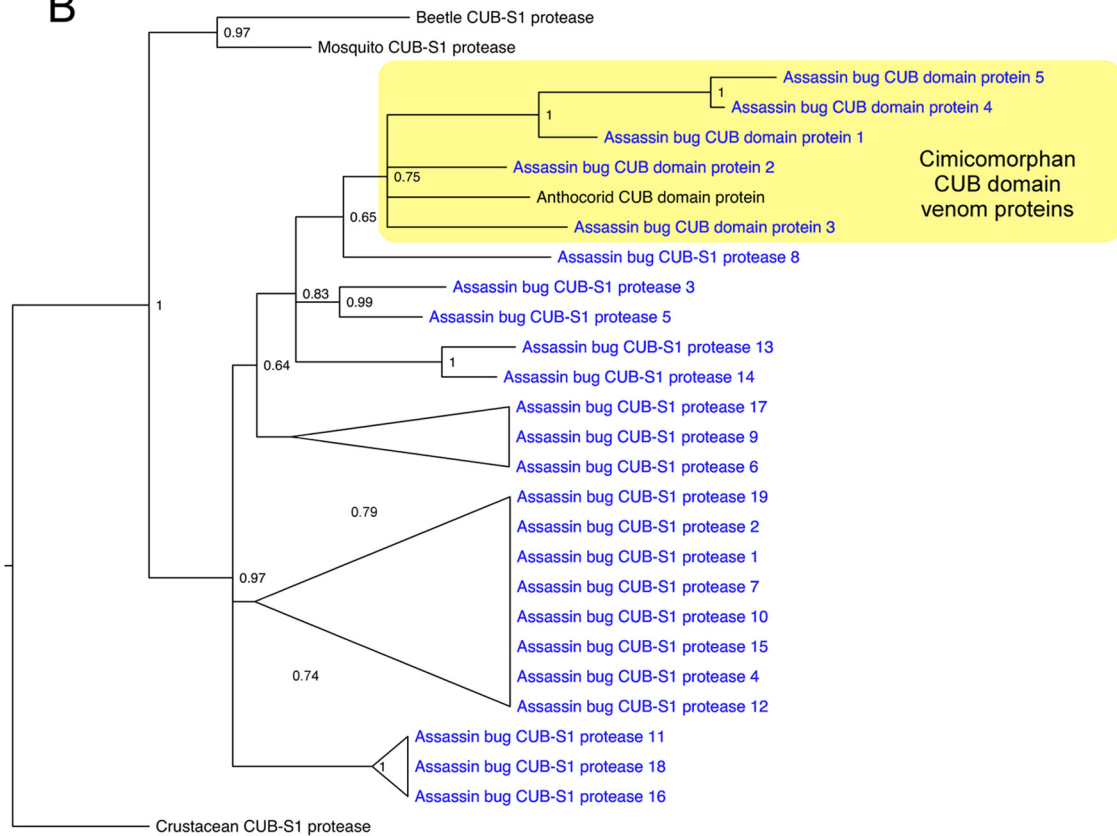 B
Beetle CUB-S1 protease
0.97
Mosquito CUB-S1 protease
Assassin bug CUB domain protein 5
1
Assassin bug CUB domain protein 4
1
Assassin bug CUB domain protein 1
Cimicomorphan
CUB domain
venom proteins
Assassin bug CUB domain protein 2
0.75
Anthocorid CUB domain protein
0.65
Assassin bug CUB domain protein 3
Assassin bug CUB-S1 protease 8
Assassin bug CUB-S1 protease 3
0.83
0.99
1
Assassin bug CUB-S1 protease 5
Assassin bug CUB-S1 protease 13
0.64
1
Assassin bug CUB-S1 protease 14
Assassin bug CUB-S1 protease 17
Assassin bug CUB-S1 protease 9
Assassin bug CUB-S1 protease 6
Assassin bug CUB-S1 protease 19
0.79
Assassin bug CUB-S1 protease 2
Assassin bug CUB-S1 protease 1
0.97
Assassin bug CUB-S1 protease 7
Assassin bug CUB-S1 protease 10
Assassin bug CUB-S1 protease 15
0.74
Assassin bug CUB-S1 protease 4
Assassin bug CUB-S1 protease 12
Assassin bug CUB-S1 protease 11
1
Assassin bug CUB-S1 protease 18
Assassin bug CUB-S1 protease 16
Crustacean CUB-S1 protease